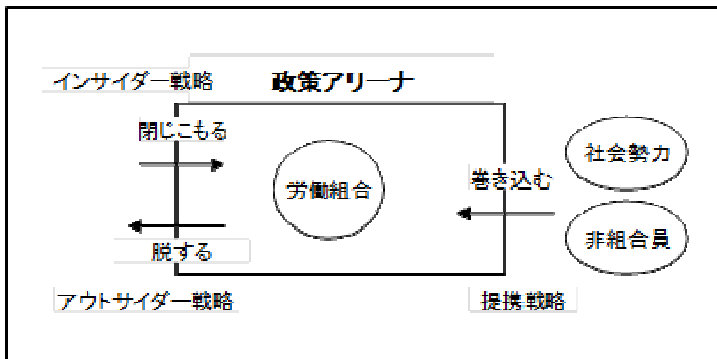 インサイダー戦略
政策アリーナ
閉じこもる
労働組合
巻き込む
社会勢力
非組合員
脱する
アウトサイダー戦略
提携戦略